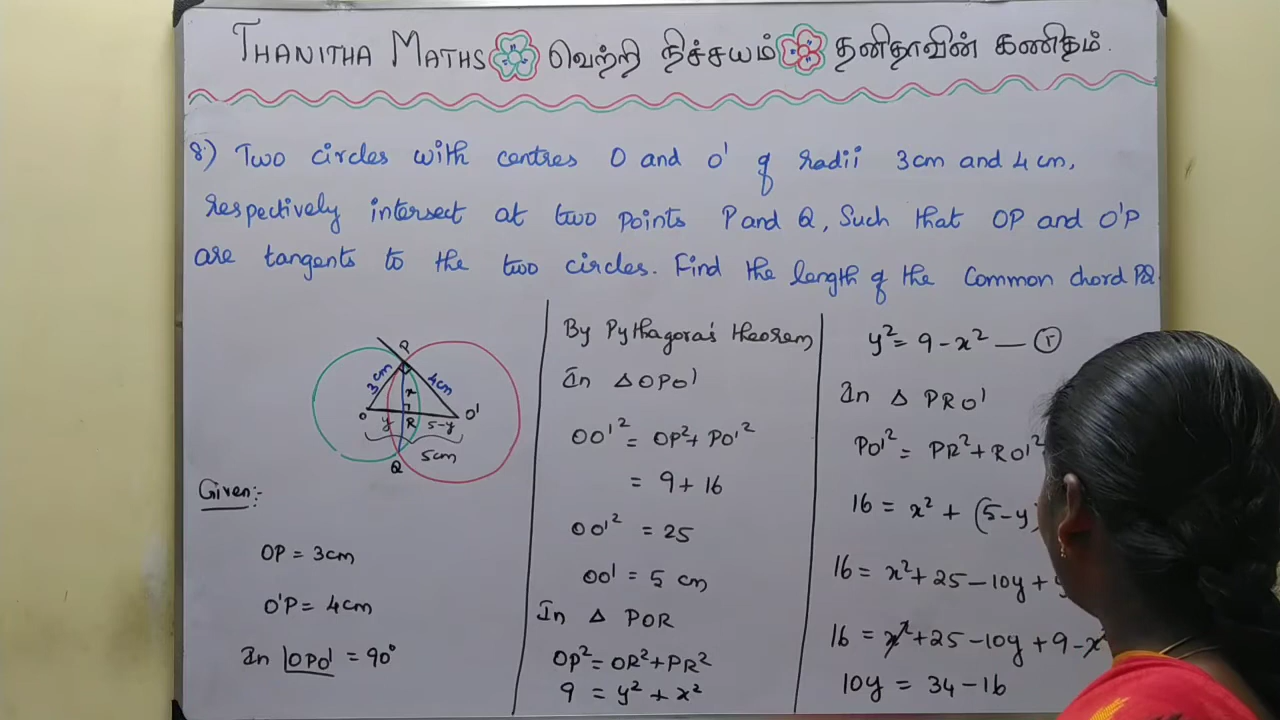 THANITHA MATHS வெற்றி நிச்சயம் தனிதாவின் கணிதம்.
8.) Two circles with centres O and O' of radii 3cm and 4cm,
respectively intersect at two points P and Q, Such that OP and O'P
are tangents to the two circles. Find the length of the Common chord PQ.
P
3cm
4cm
x
O
y
R
5-y
O'
5cm
Q
Given:-
OP = 3cm
O'P = 4cm
In ∠OPO' = 90°
By Pythagora's theorem
In △OPO'
OO'² = OP² + PO'²
= 9 + 16
OO'² = 25
OO' = 5 cm
In △ POR
OP² = OR² + PR²
9 = y² + x²
y² = 9 - x² — ①
In △ PRO'
PO'² = PR² + RO'²
16 = x² + (5-y)
16 = x² + 25 - 10y +
16 = x² + 25 - 10y + 9 - x²
10y = 34 - 16